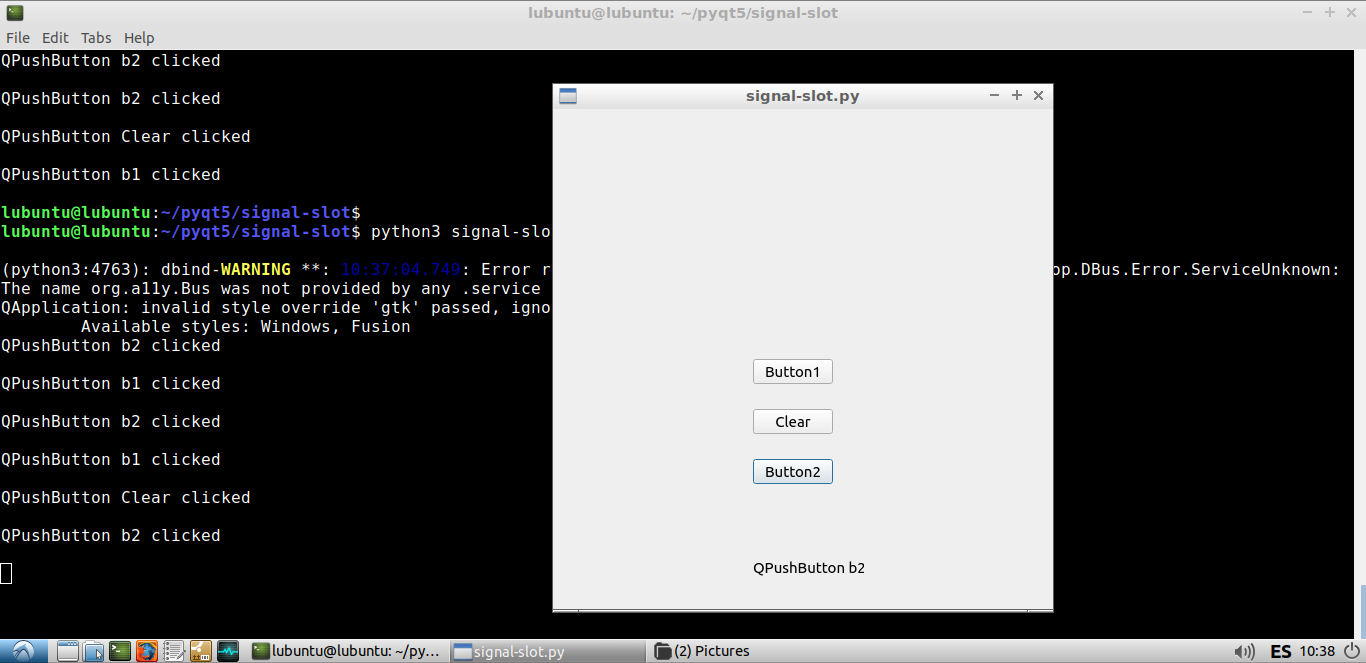 lubuntu@lubuntu: ~/pyqt5/signal-slot
File Edit Tabs Help
QPushButton b2 clicked
QPushButton b2 clicked
QPushButton Clear clicked
QPushButton b1 clicked
lubuntu@lubuntu:~/pyqt5/signal-slot$
lubuntu@lubuntu:~/pyqt5/signal-slot$ python3 signal-slo
(python3:4763): dbind-WARNING **: 10:37:04.749: Error r op.DBus.Error.ServiceUnknown:
The name org.a11y.Bus was not provided by any .service
QApplication: invalid style override 'gtk' passed, igno
Available styles: Windows, Fusion
QPushButton b2 clicked
QPushButton b1 clicked
QPushButton b2 clicked
QPushButton b1 clicked
QPushButton Clear clicked
QPushButton b2 clicked
signal-slot.py
Button1
Clear
Button2
QPushButton b2
lubuntu@lubuntu: ~/py... signal-slot.py (2) Pictures ES 10:38